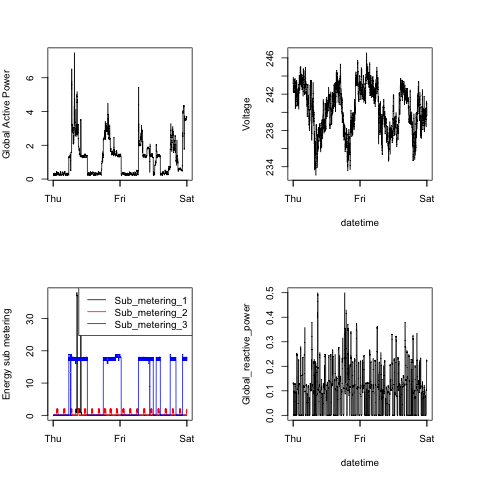 Global Active Power
0 2 4 6
Thu Fri Sat
Voltage
234 238 242 246
Thu Fri Sat
datetime
Energy sub metering
0 10 20 30
Sub_metering_1
Sub_metering_2
Sub_metering_3
Thu Fri Sat
Global_reactive_power
0.0 0.1 0.2 0.3 0.4 0.5
Thu Fri Sat
datetime